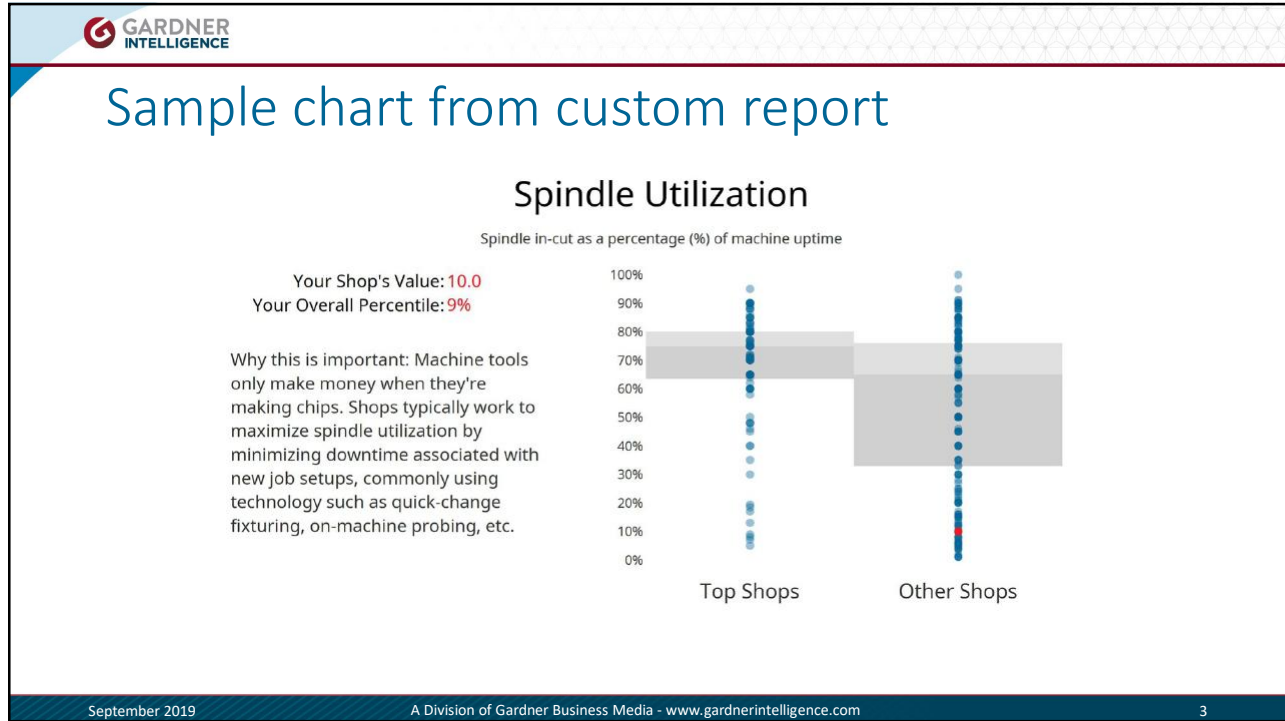 GARDNER
INTELLIGENCE
Sample chart from custom report
Spindle Utilization
Spindle in-cut as a percentage (%) of machine uptime
Your Shop's Value: 10.0
Your Overall Percentile: 9%
Why this is important: Machine tools
only make money when they're
making chips. Shops typically work to
maximize spindle utilization by
minimizing downtime associated with
new job setups, commonly using
technology such as quick-change
fixturing, on-machine probing, etc.
100%
90%
80%
70%
60%
50%
40%
30%
20%
10%
0%
Top Shops
Other Shops
September 2019
A Division of Gardner Business Media - www.gardnerintelligence.com
3